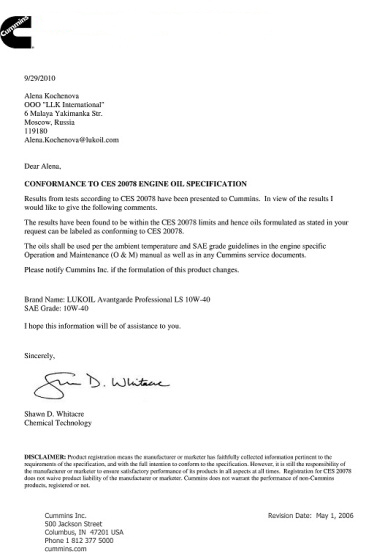 Cummins
9/29/2010
Alena Kochenova
OOO "LLK International"
6 Malaya Yakimanka Str.
Moscow, Russia
119180
Alena.Kochenova@lukoil.com
Dear Alena,
CONFORMANCE TO CES 20078 ENGINE OIL SPECIFICATION
Results from tests according to CES 20078 have been presented to Cummins. In view of the results I
would like to give the following comments.
The results have been found to be within the CES 20078 limits and hence oils formulated as stated in your
request can be labeled as conforming to CES 20078.
The oils shall be used per the ambient temperature and SAE grade guidelines in the engine specific
Operation and Maintenance (O & M) manual as well as in any Cummins service documents.
Please notify Cummins Inc. if the formulation of this product changes.
Brand Name: LUKOIL Avantgarde Professional LS 10W-40
SAE Grade: 10W-40
I hope this information will be of assistance to you.
Sincerely,
Shawn D. Whitacre
Shawn D. Whitacre
Chemical Technology
DISCLAIMER: Product registration means the manufacturer or marketer has faithfully collected information pertinent to the
requirements of the specification, and with the full intention to conform to the specification. However, it is still the responsibility of
the manufacturer or marketer to ensure satisfactory performance of its products in all aspects at all times. Registration for CES 20078
does not waive product liability of the manufacturer or marketer. Cummins does not warrant the performance of non-Cummins
products, registered or not.
Cummins Inc.
500 Jackson Street
Columbus, IN 47201 USA
Phone 1 812 377 5000
cummins.com
Revision Date: May 1, 2006